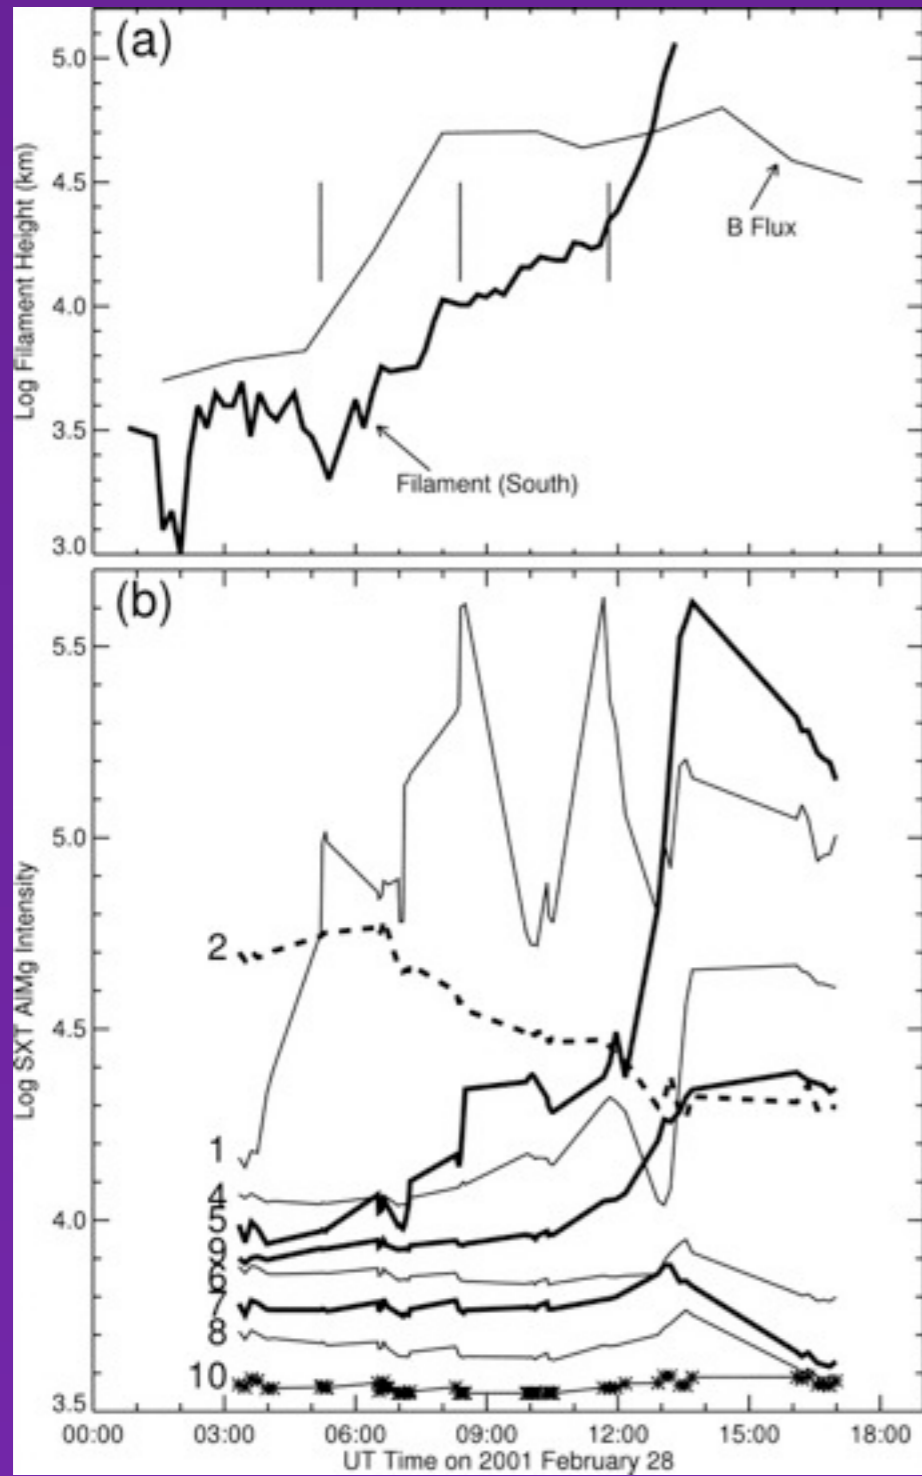 (a)
5.0
4.5
4.0
3.5
3.0
Log Filament Height (km)
B Flux
Filament (South)
(b)
5.5
5.0
4.5
4.0
3.5
Log SXT AlMg Intensity
2
1
4
5
9
6
7
8
10
00:00 03:00 06:00 09:00 12:00 15:00 18:00
UT Time on 2001 February 28